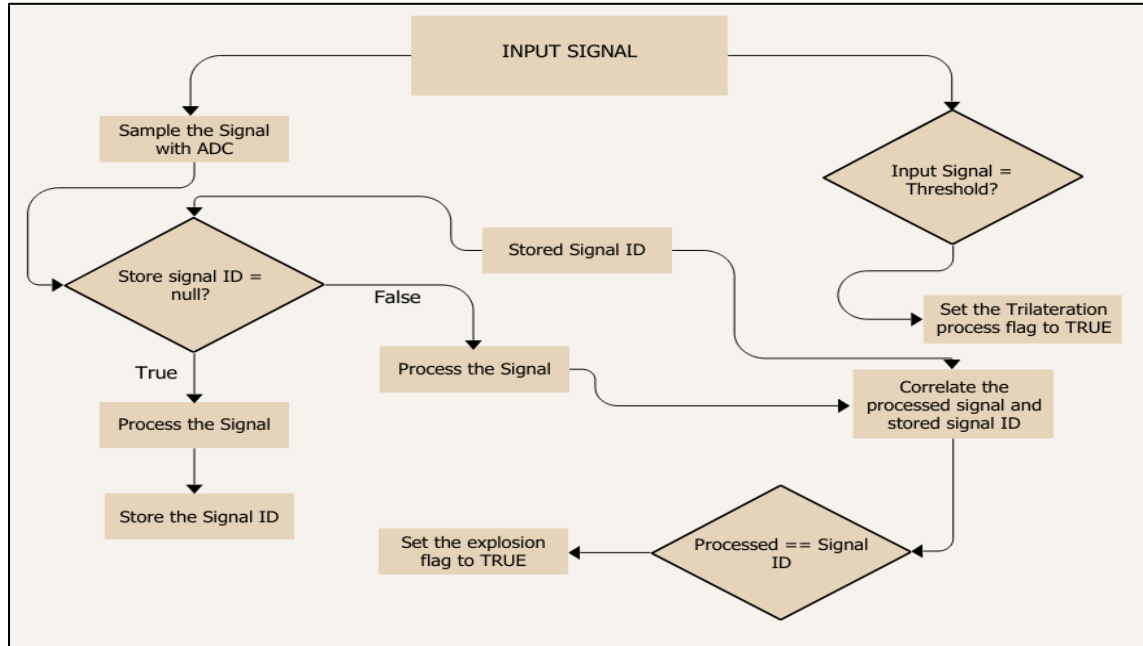 INPUT SIGNAL
Sample the Signal
with ADC
Input Signal =
Threshold?
Stored Signal ID
Store signal ID =
null?
False
Set the Trilateration
process flag to TRUE
True
Process the Signal
Correlate the
processed signal and
stored signal ID
Process the Signal
Store the Signal ID
Set the explosion
flag to TRUE
Processed == Signal
ID